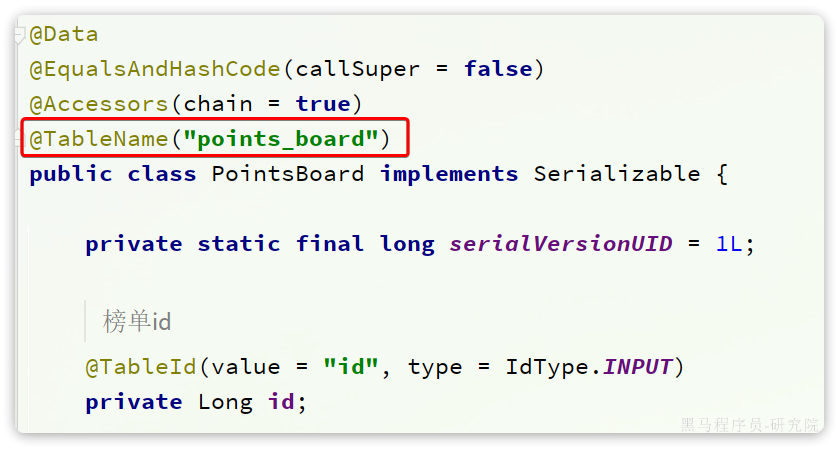 @Data
@EqualsAndHashCode(callSuper = false)
@Accessors(chain = true)
@TableName("points_board")
public class PointsBoard implements Serializable {
private static final long serialVersionUID = 1L;
榜单id
@TableId(value = "id", type = IdType.INPUT)
private Long id;
黑马程序员-研究院